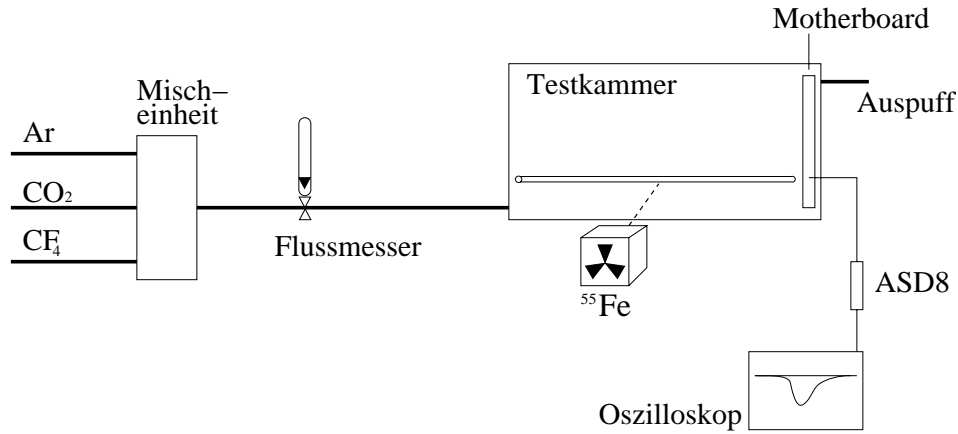 Motherboard
Testkammer
Auspuff
Misch–
einheit
Ar
CO₂
CF₄
Flussmesser
⁵⁵Fe
ASD8
Oszilloskop